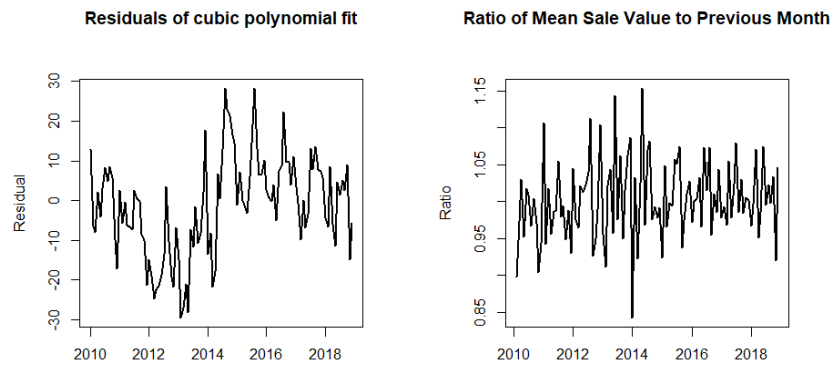 Residuals of cubic polynomial fit
Residual
30
20
10
0
-10
-20
-30
2010 2012 2014 2016 2018
Ratio of Mean Sale Value to Previous Month
Ratio
1.15
1.05
0.95
0.85
2010 2012 2014 2016 2018